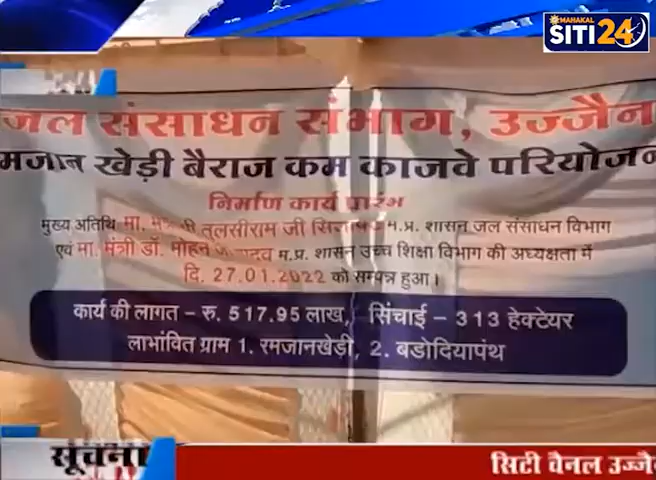 MAHAKAL
SITI24
जल संसाधन संभाग, उज्जैन
मजान खेड़ी बैराज कम काजवे परियोजन
निर्माण कार्य प्रारंभ
मुख्य अतिथि मा. तुलसीराम जी म.प्र. शासन जल संसाधन विभाग
एवं मा. मंत्री डॉ. मोहन म.प्र. शासन उच्च शिक्षा विभाग की अध्यक्षता में
दि. 27.01.2022 को सम्पन्न हुआ।
कार्य की लागत – रु. 517.95 लाख, सिंचाई – 313 हेक्टेयर
लाभांवित ग्राम 1. रमजानखेड़ी, 2. बडोदियापंथ
सूचना
सिटी चैनल उज्जै